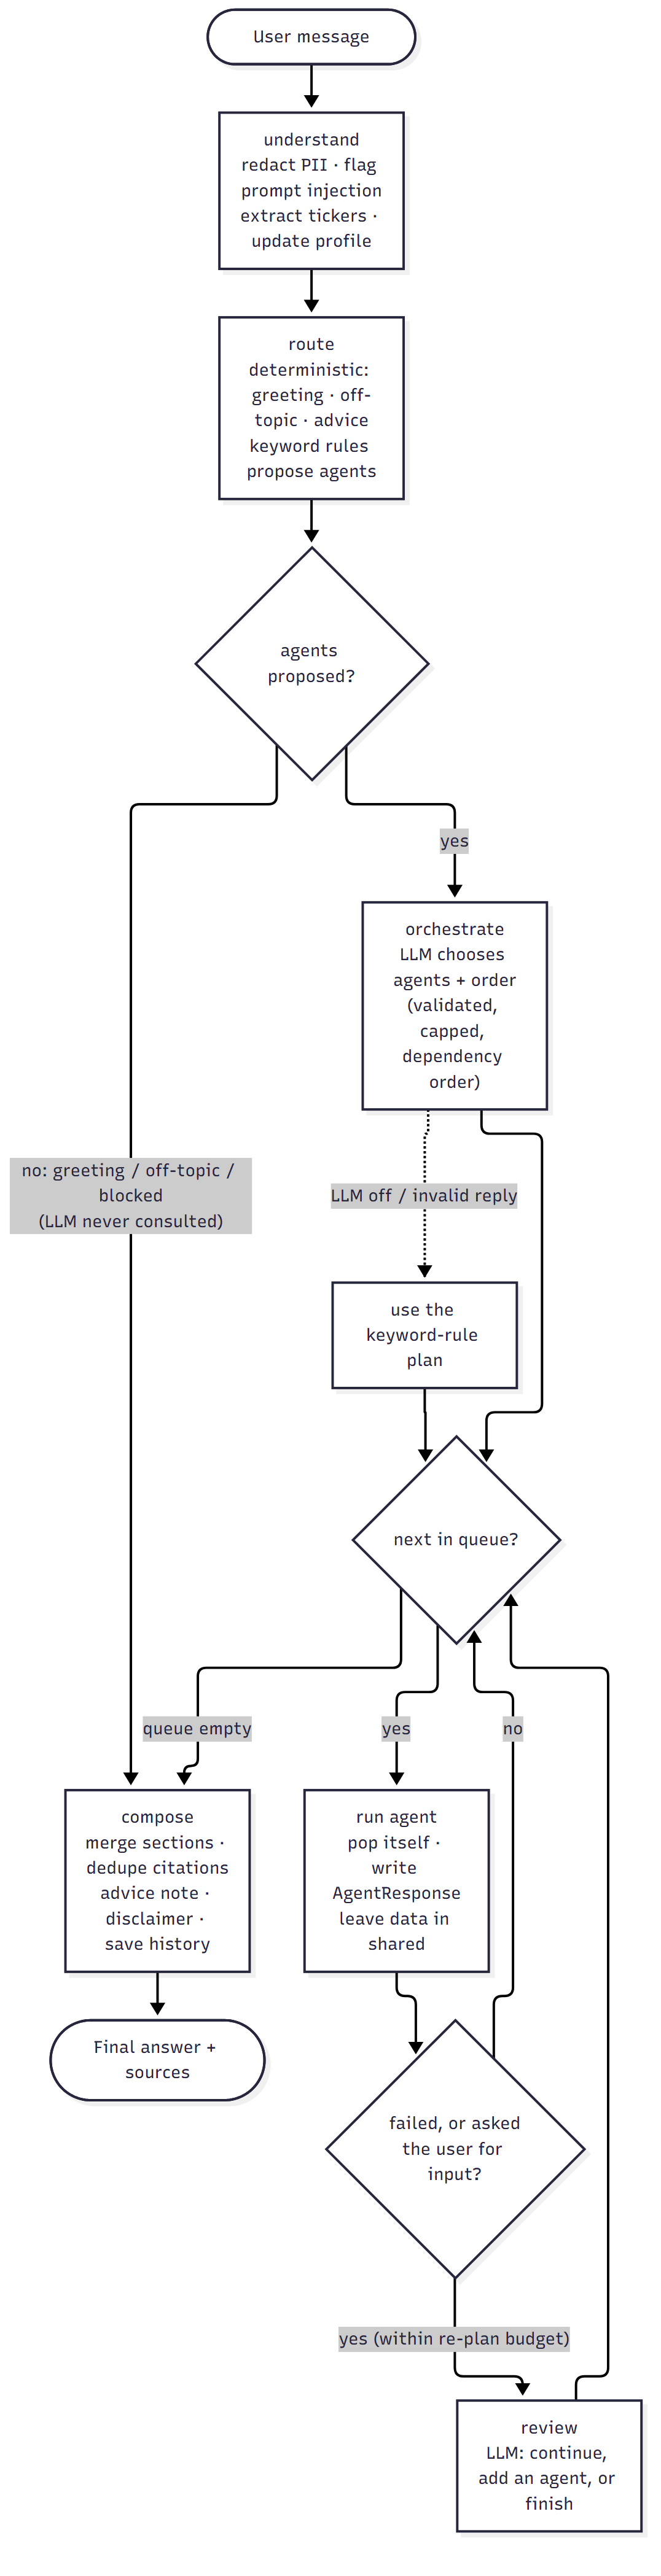 User message
understand
redact PII · flag
prompt injection
extract tickers ·
update profile
route
deterministic:
greeting · off-
topic · advice
keyword rules
propose agents
agents
proposed?
yes
orchestrate
LLM chooses
agents + order
(validated,
capped,
dependency
order)
no: greeting / off-topic /
blocked
(LLM never consulted)
LLM off / invalid reply
use the
keyword-rule
plan
next in queue?
queue empty
yes
no
compose
merge sections ·
dedupe citations
advice note ·
disclaimer ·
save history
run agent
pop itself ·
write
AgentResponse
leave data in
shared
Final answer +
sources
failed, or asked
the user for
input?
yes (within re-plan budget)
review
LLM: continue,
add an agent, or
finish